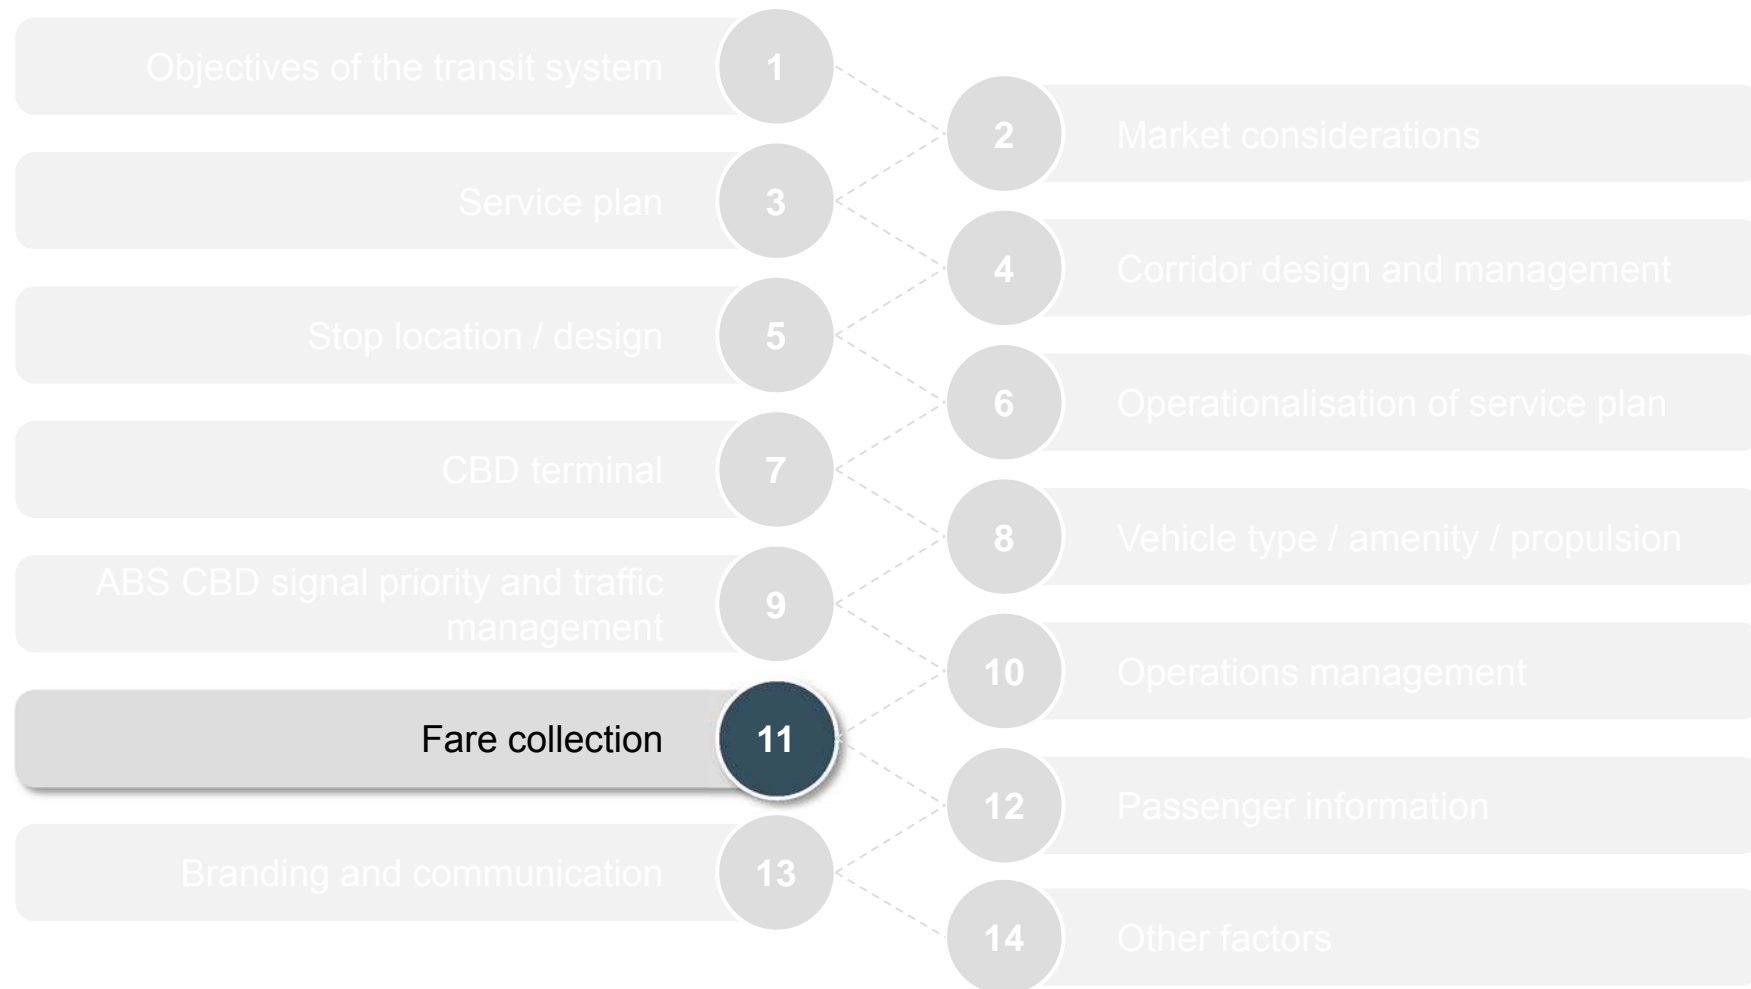 Objectives of the transit system
1
2
Market considerations
Service plan
3
4
Corridor design and management
Stop location / design
5
6
Operationalisation of service plan
CBD terminal
7
8
Vehicle type / amenity / propulsion
ABS CBD signal priority and traffic
management
9
10
Operations management
Fare collection
11
12
Passenger information
Branding and communication
13
14
Other factors